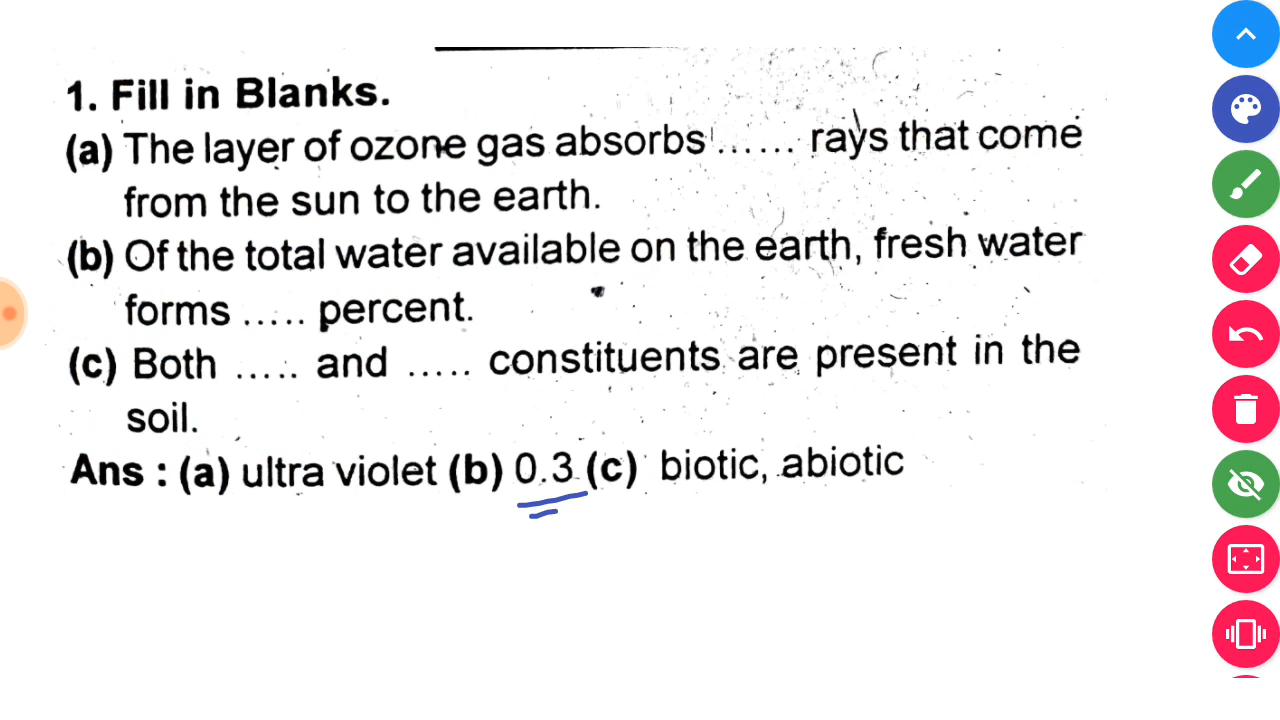 1. Fill in Blanks.
(a) The layer of ozone gas absorbs ...... rays that come
from the sun to the earth.
(b) Of the total water available on the earth, fresh water
forms ..... percent.
(c) Both ..... and ..... constituents are present in the
soil.
Ans : (a) ultra violet (b) 0.3 (c) biotic, abiotic